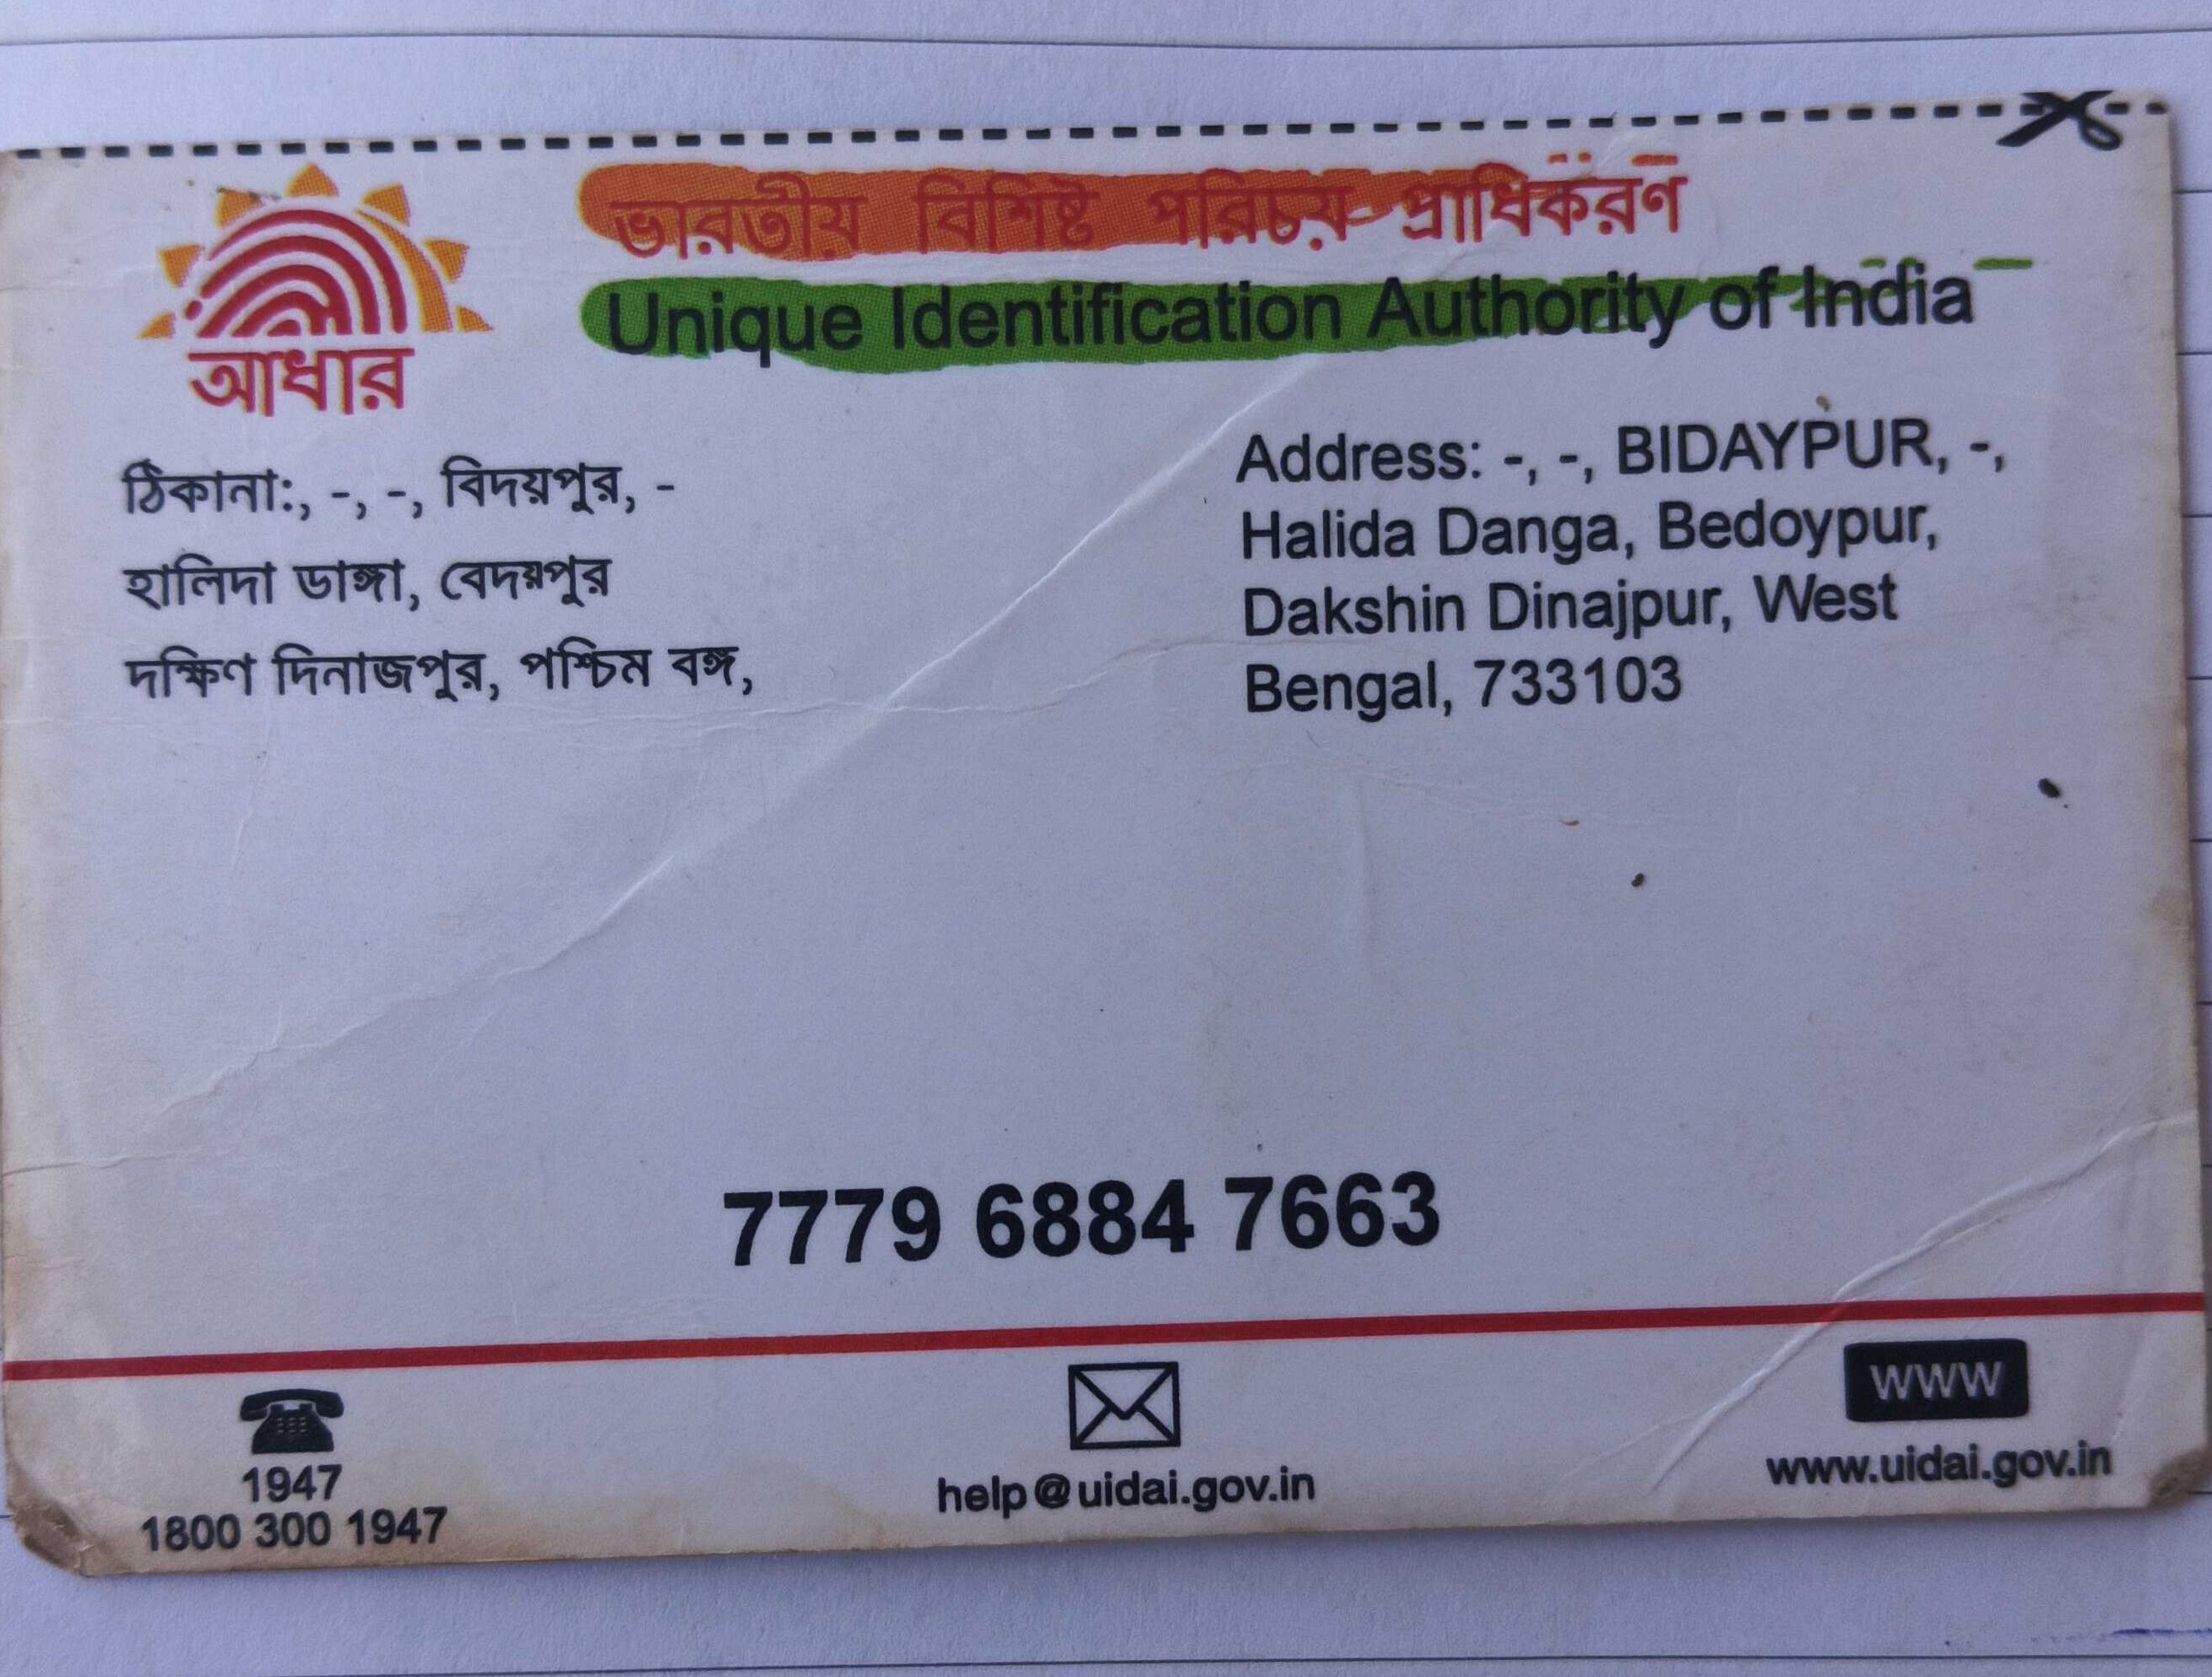 ভারতীয় বিশিষ্ট পরিচয় প্রাধিকরণ
Unique Identification Authority of India
আধার
ঠিকানা:, -, -, বিদয়পুর, -
হালিদা ডাঙ্গা, বেদয়পুর
দক্ষিণ দিনাজপুর, পশ্চিম বঙ্গ,
Address: -, -, BIDAYPUR, -,
Halida Danga, Bedoypur,
Dakshin Dinajpur, West
Bengal, 733103
7779 6884 7663
1947
1800 300 1947
help@uidai.gov.in
www
www.uidai.gov.in